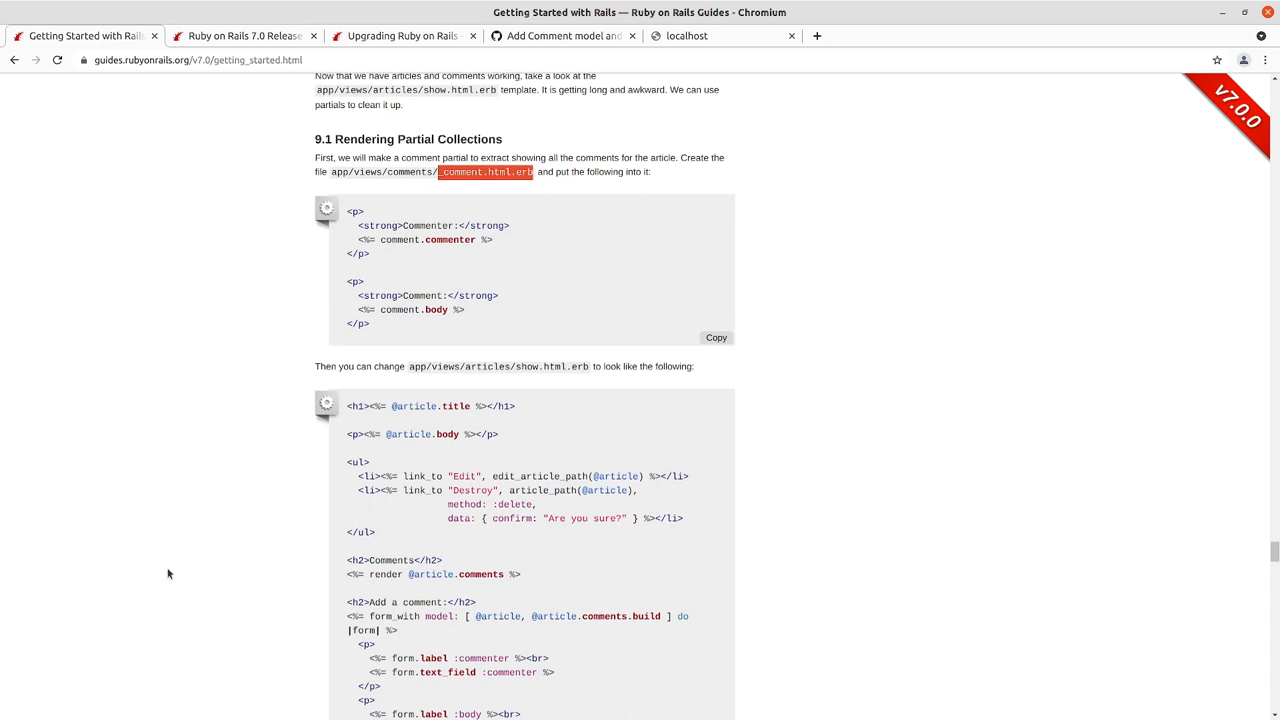 Getting Started with Rails — Ruby on Rails Guides - Chromium
Getting Started with Rails
Ruby on Rails 7.0 Release
Upgrading Ruby on Rails -
Add Comment model and
localhost
guides.rubyonrails.org/v7.0/getting_started.html
Now that we have articles and comments working, take a look at the
app/views/articles/show.html.erb template. It is getting long and awkward. We can use
partials to clean it up.
v7.0.0
9.1 Rendering Partial Collections
First, we will make a comment partial to extract showing all the comments for the article. Create the
file app/views/comments/_comment.html.erb and put the following into it:
<p>
<strong>Commenter:</strong>
<%= comment.commenter %>
</p>
<p>
<strong>Comment:</strong>
<%= comment.body %>
</p>
Copy
Then you can change app/views/articles/show.html.erb to look like the following:
<h1><%= @article.title %></h1>
<p><%= @article.body %></p>
<ul>
<li><%= link_to "Edit", edit_article_path(@article) %></li>
<li><%= link_to "Destroy", article_path(@article),
method: :delete,
data: { confirm: "Are you sure?" } %></li>
</ul>
<h2>Comments</h2>
<%= render @article.comments %>
<h2>Add a comment:</h2>
<%= form_with model: [ @article, @article.comments.build ] do
|form| %>
<p>
<%= form.label :commenter %><br>
<%= form.text_field :commenter %>
</p>
<p>
<%= form.label :body %><br>